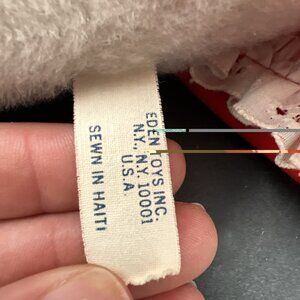 EDEN TOYS INC.
N.Y., N.Y. 10001
U.S.A
SEWN IN HAITI